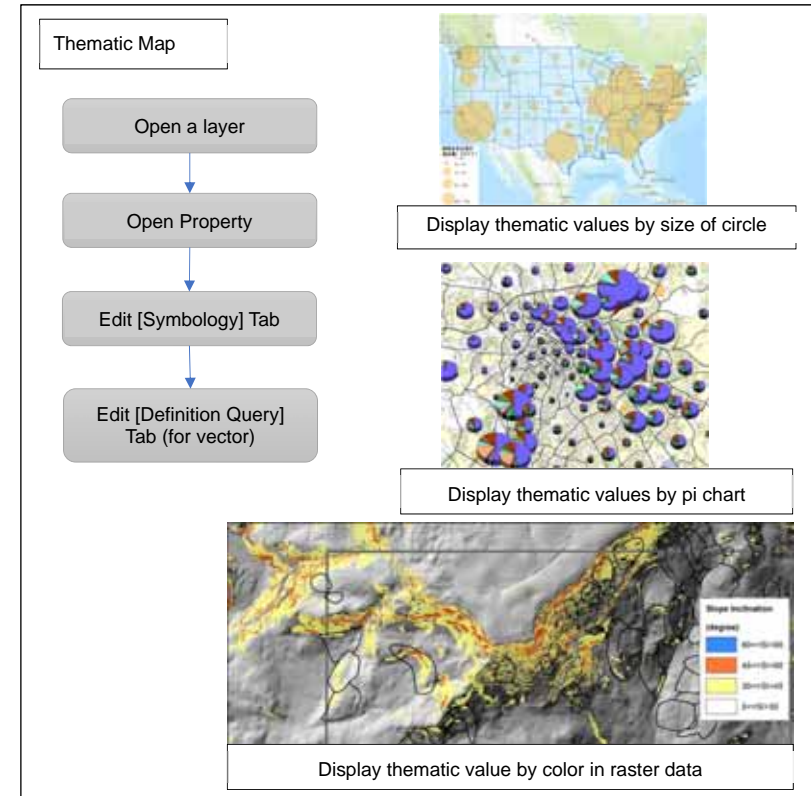 Thematic Map
Open a layer
Open Property
Edit [Symbology] Tab
Edit [Definition Query]
Tab (for vector)
Display thematic values by size of circle
Display thematic values by pi chart
Slope Inclination
(degree)
Display thematic value by color in raster data